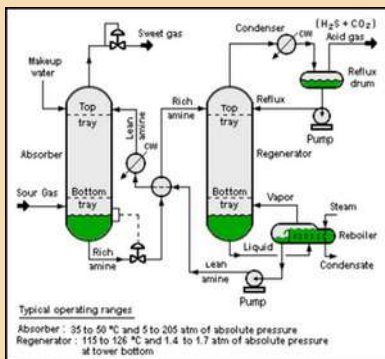 (H2S + CO2)
Sweet gas
Condenser
Acid gas
CW
Makeup
water
Rich
amine
Reflux
drum
Top
tray
Lean
amine
Top
tray
Reflux
Pump
Absorber
CW
Regenerator
Sour Gas
Bottom
tray
Bottom
tray
Vapor
Steam
Reboiler
Rich
amine
Liquid
Condensate
Lean
amine
Pump
Typical operating ranges
Absorber : 35 to 50 °C and 5 to 205 atm of absolute pressure
Regenerator : 115 to 126 °C and 1.4 to 1.7 atm of absolute pressure
at tower bottom